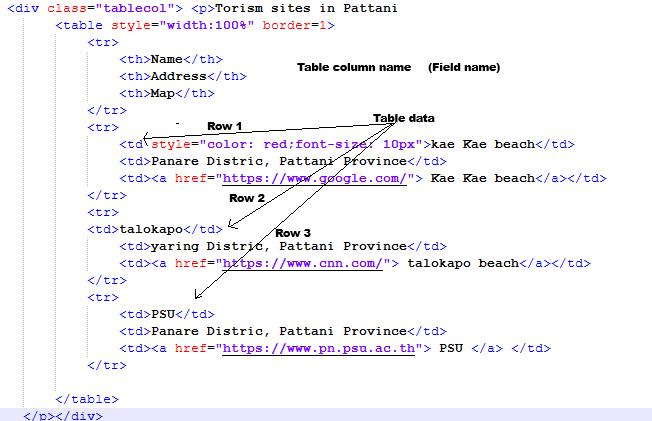 <div class="tablecol"> <p>Torism sites in Pattani
<table style="width:100%" border=1>
<tr>
<th>Name</th>
<th>Address</th>
Table column name (Field name)
<th>Map</th>
</tr>
Table data
<tr>
Row 1
<td style="color: red;font-size: 10px">kae Kae beach</td>
<td>Panare Distric, Pattani Province</td>
<td><a href="https://www.google.com/"> Kae Kae beach</a></td>
</tr>
Row 2
<tr>
<td>talokapo</td>
Row 3
<td>yaring Distric, Pattani Province</td>
<td><a href="https://www.cnn.com/"> talokapo beach</a></td>
</tr>
<tr>
<td>PSU</td>
<td>Panare Distric, Pattani Province</td>
<td><a href="https://www.pn.psu.ac.th"> PSU </a> </td>
</tr>
</table>
</p></div>